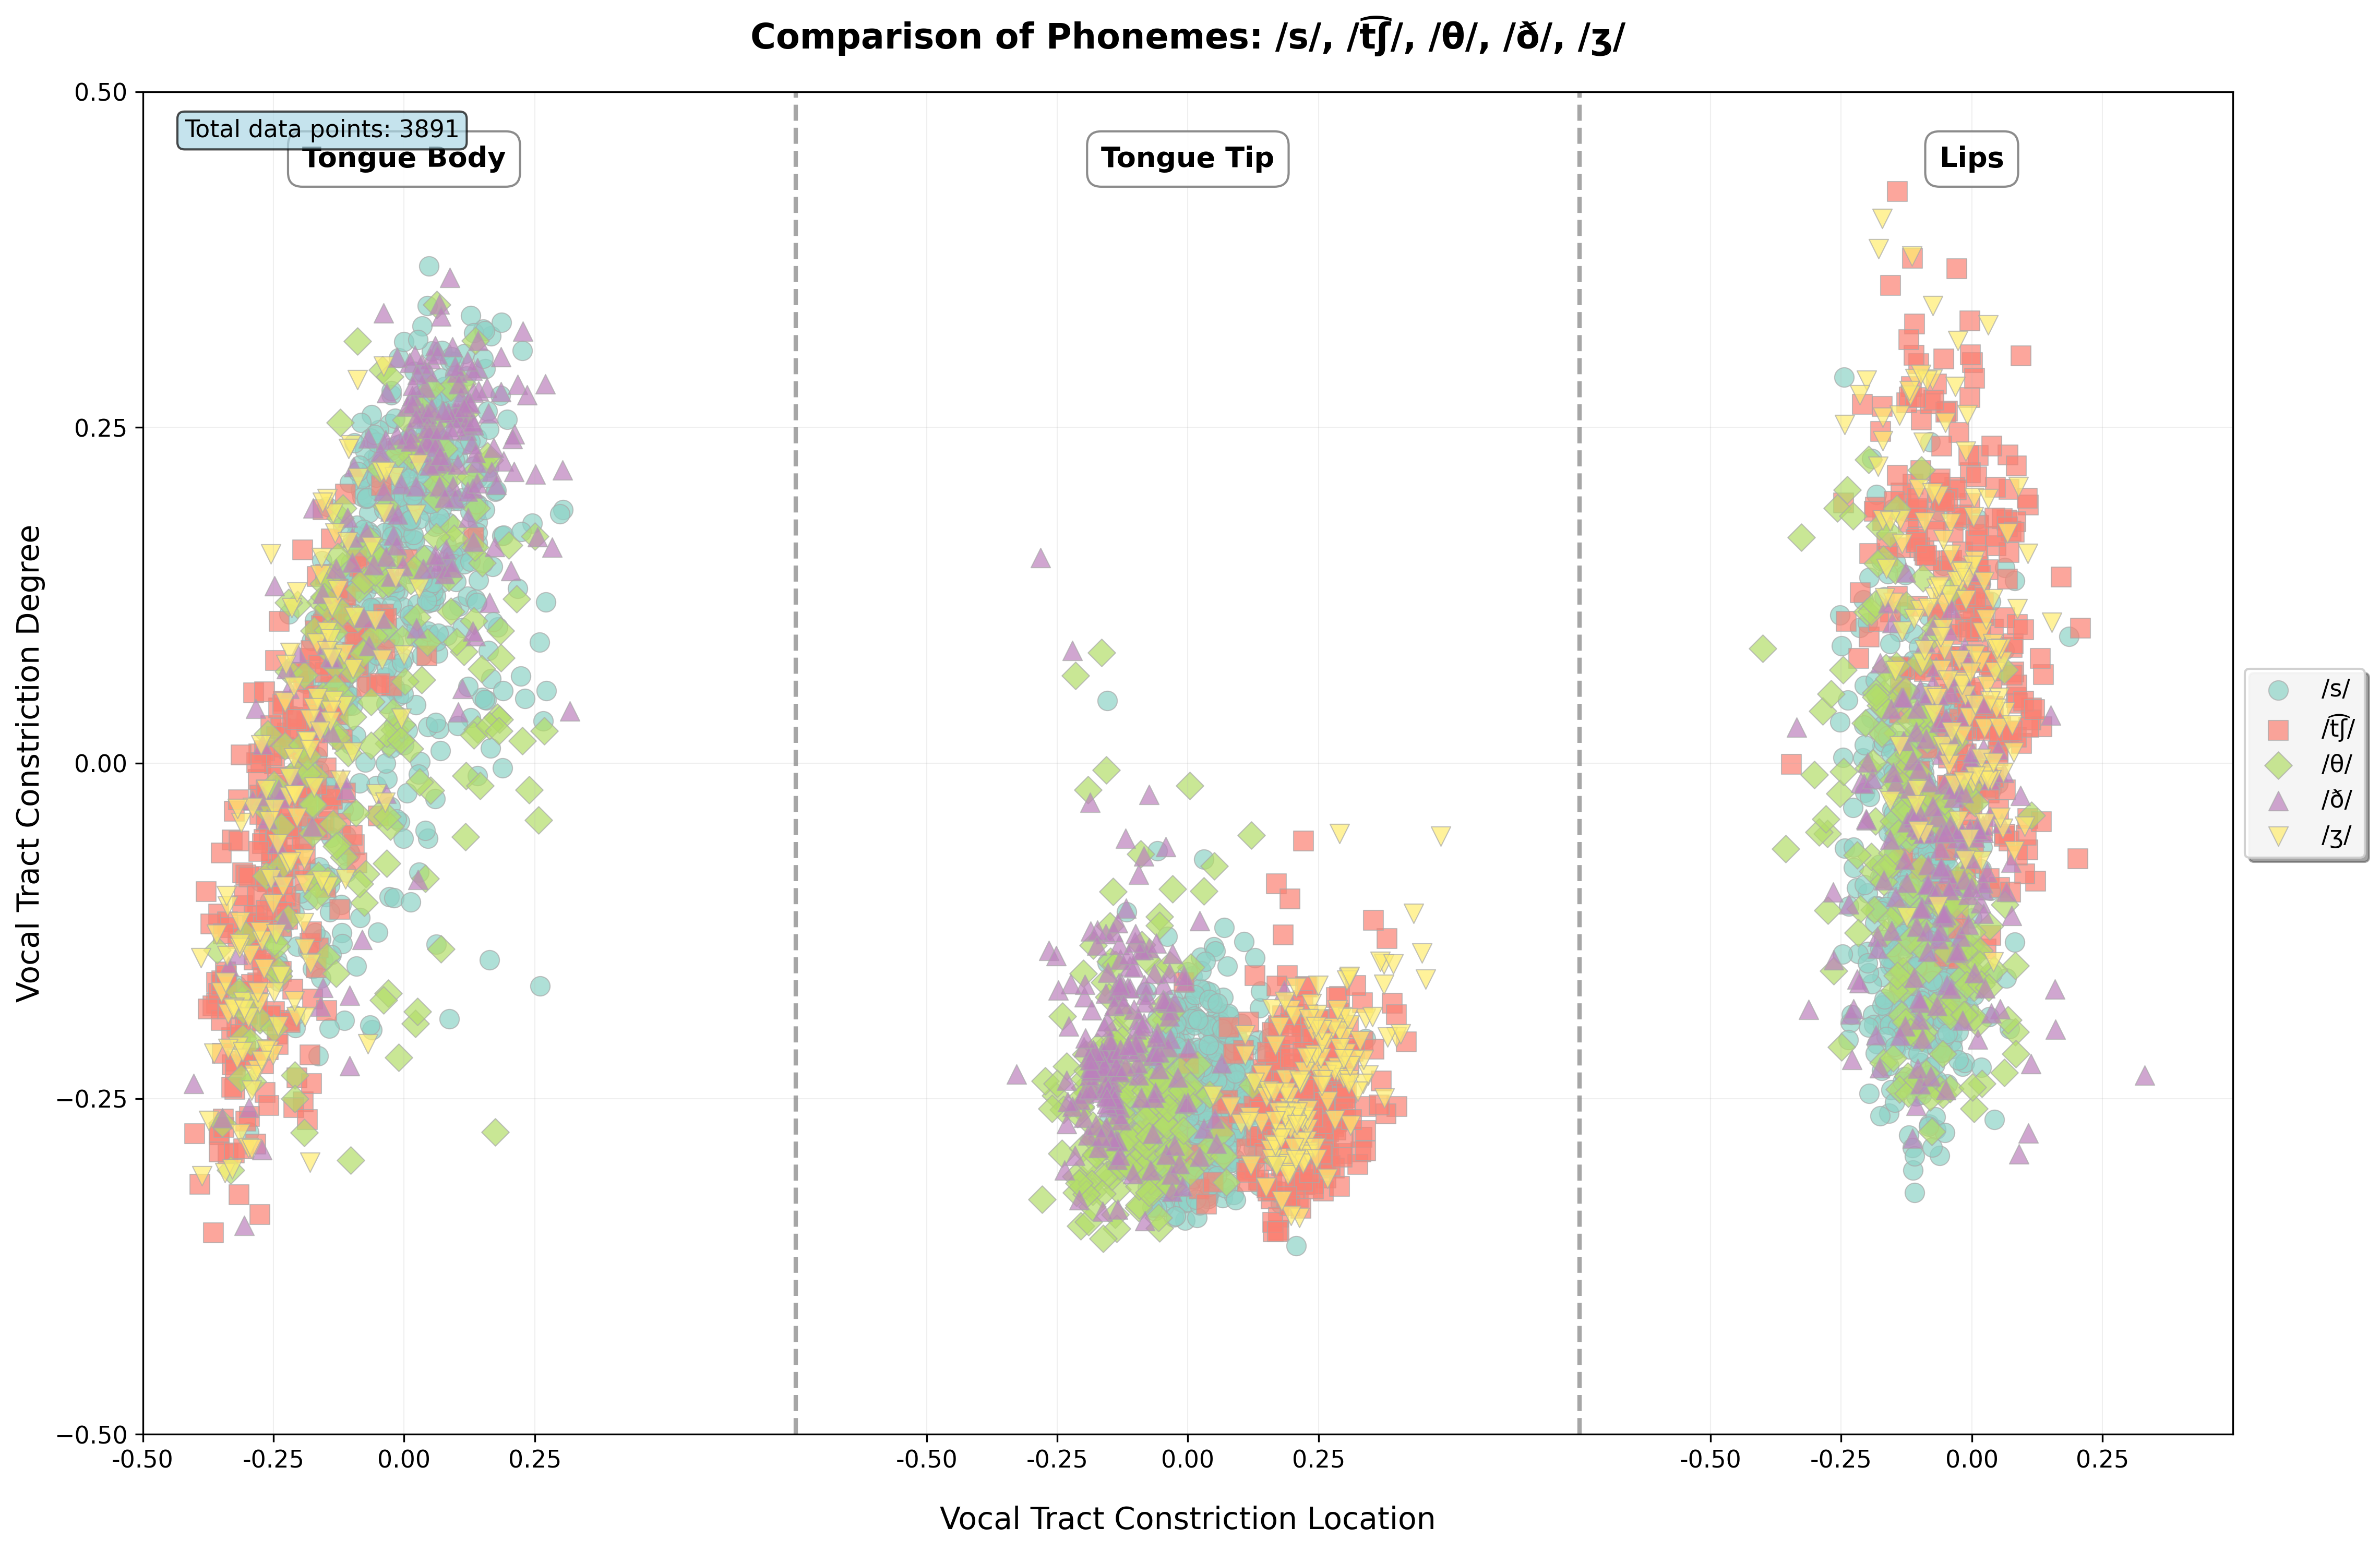 Comparison of Phonemes: /s/, /t͡ʃ/, /θ/, /ð/, /ʒ/
Total data points: 3891
Tongue Body
Tongue Tip
Lips
Vocal Tract Constriction Degree
0.50
0.25
0.00
−0.25
−0.50
-0.50
-0.25
0.00
0.25
-0.50
-0.25
0.00
0.25
-0.50
-0.25
0.00
0.25
Vocal Tract Constriction Location
/s/
/t͡ʃ/
/θ/
/ð/
/ʒ/